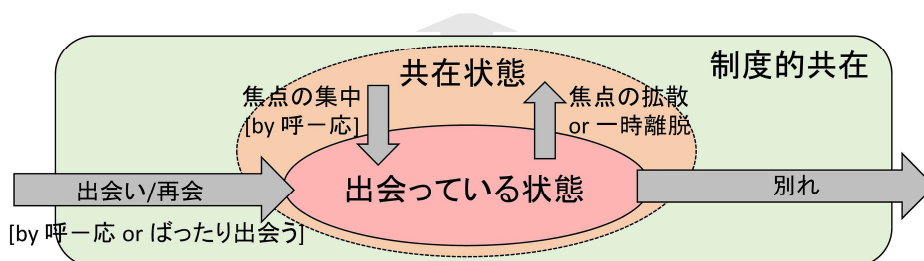 制度的共在
共在状態
焦点の集中
[by 呼ー応]
焦点の拡散
or 一時離脱
出会っている状態
出会い/再会
別れ
[by 呼ー応 or ばったり出会う]